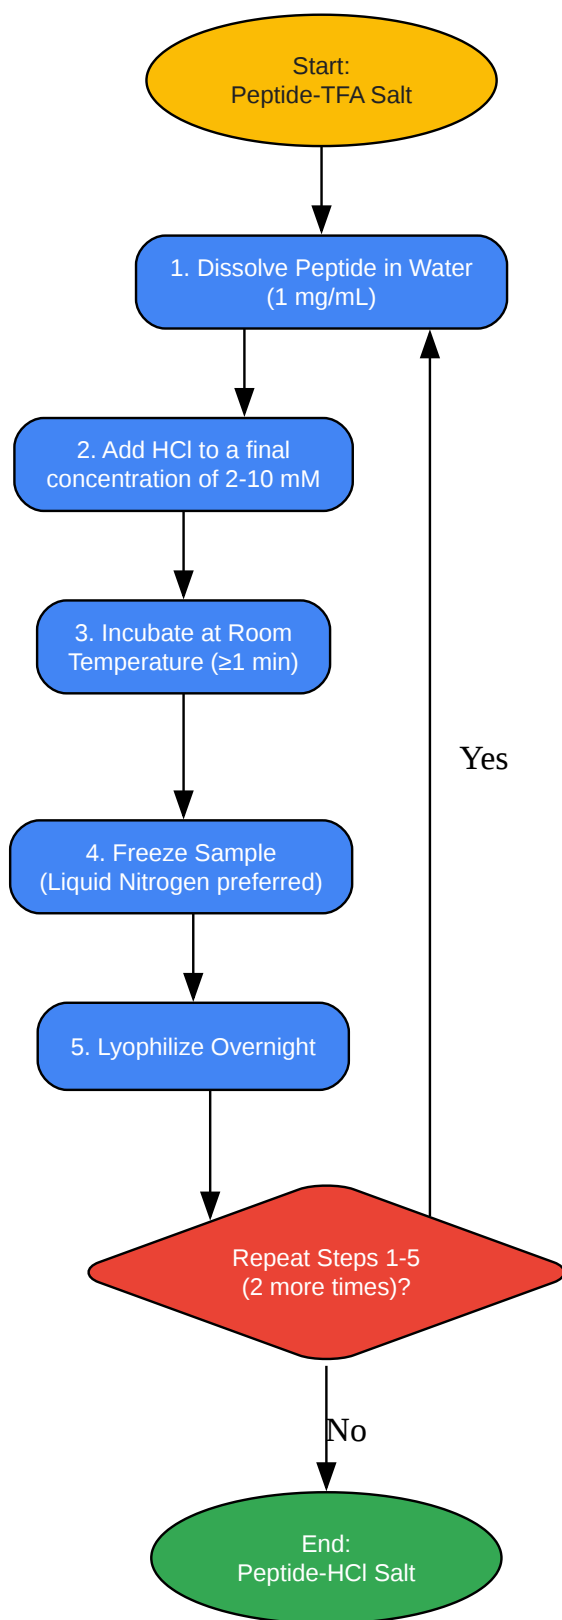 Start:
Peptide-TFA Salt
1. Dissolve Peptide in Water
(1 mg/mL)
2. Add HCl to a final
concentration of 2-10 mM
3. Incubate at Room
Temperature (≥1 min)
Yes
4. Freeze Sample
(Liquid Nitrogen preferred)
5. Lyophilize Overnight
Repeat Steps 1-5
(2 more times)?
No
End:
Peptide-HCl Salt